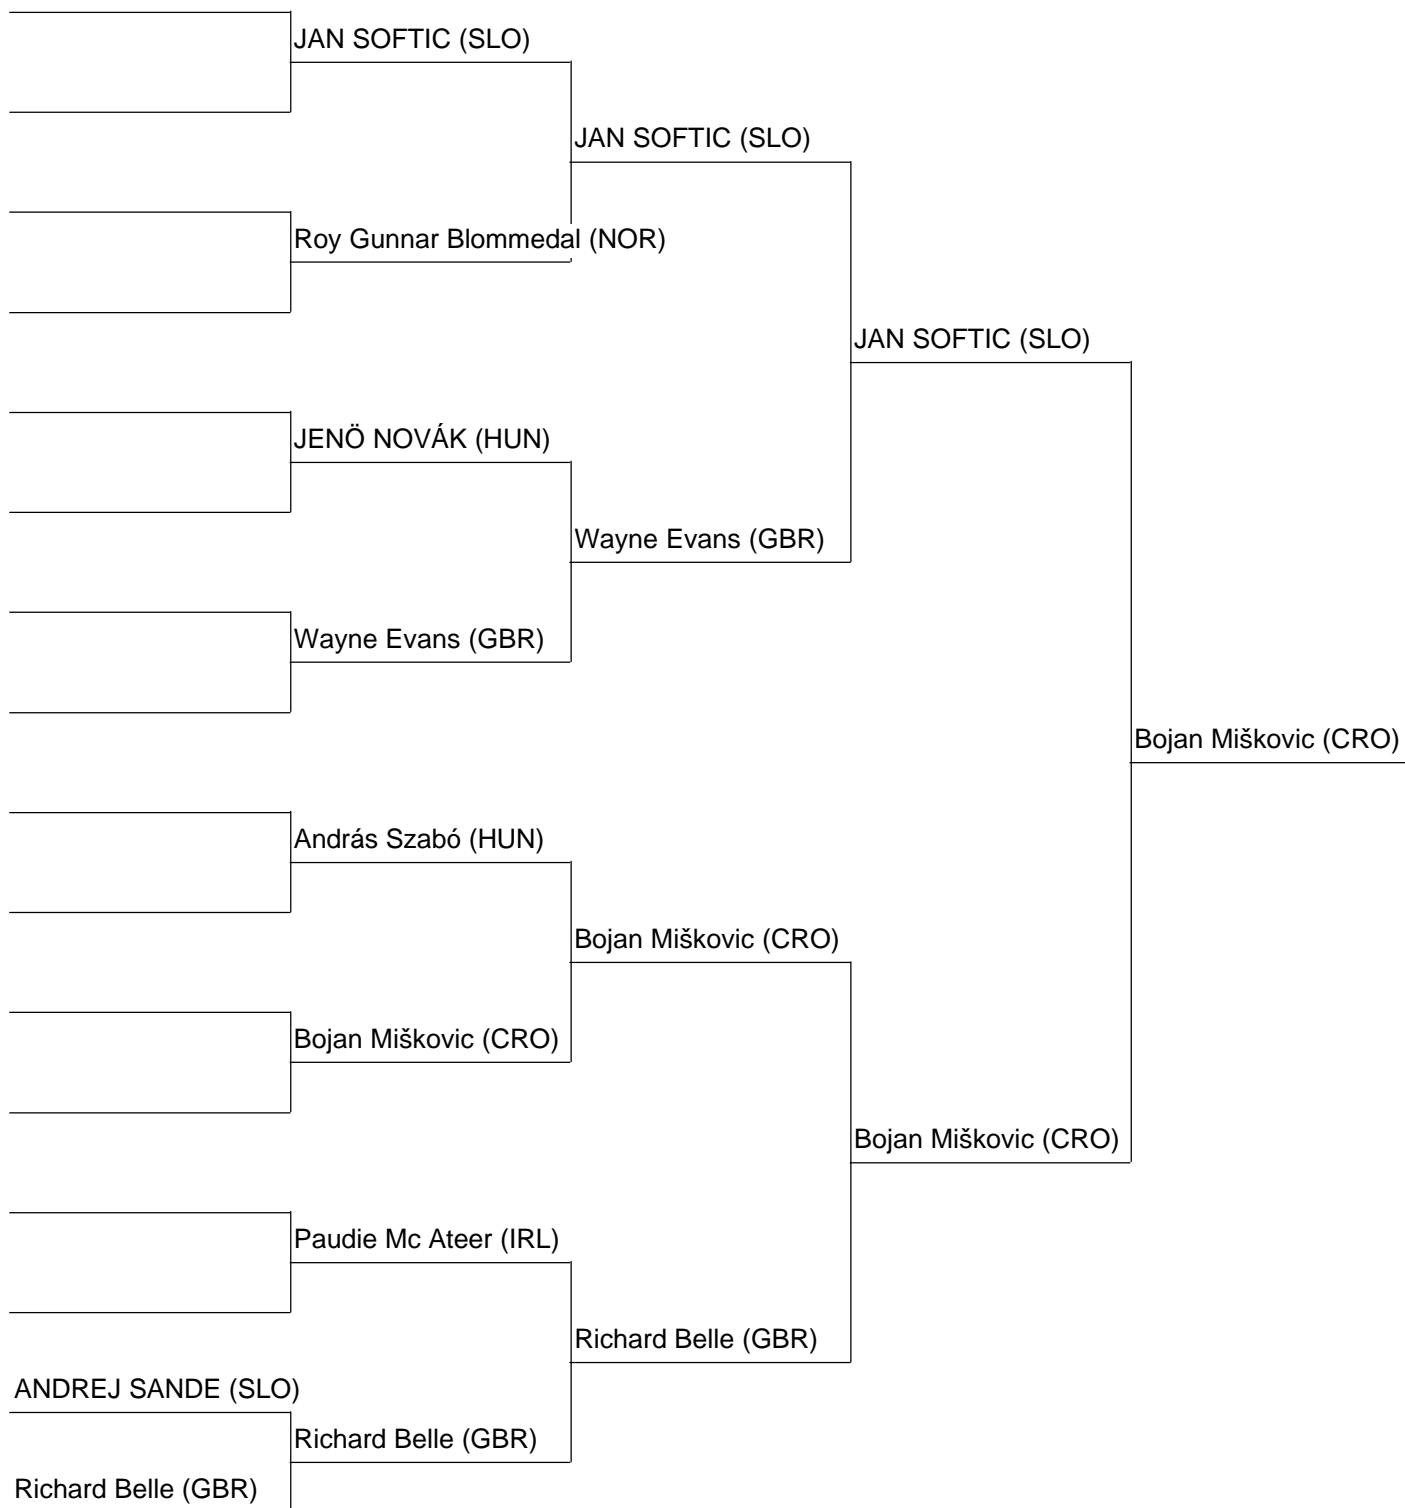 JAN SOFTIC (SLO)
JAN SOFTIC (SLO)
Roy Gunnar Blommedal (NOR)
JAN SOFTIC (SLO)
JENÖ NOVÁK (HUN)
Wayne Evans (GBR)
Wayne Evans (GBR)
Bojan Miškovic (CRO)
András Szabó (HUN)
Bojan Miškovic (CRO)
Bojan Miškovic (CRO)
Bojan Miškovic (CRO)
Paudie Mc Ateer (IRL)
Richard Belle (GBR)
ANDREJ SANDE (SLO)
Richard Belle (GBR)
Richard Belle (GBR)